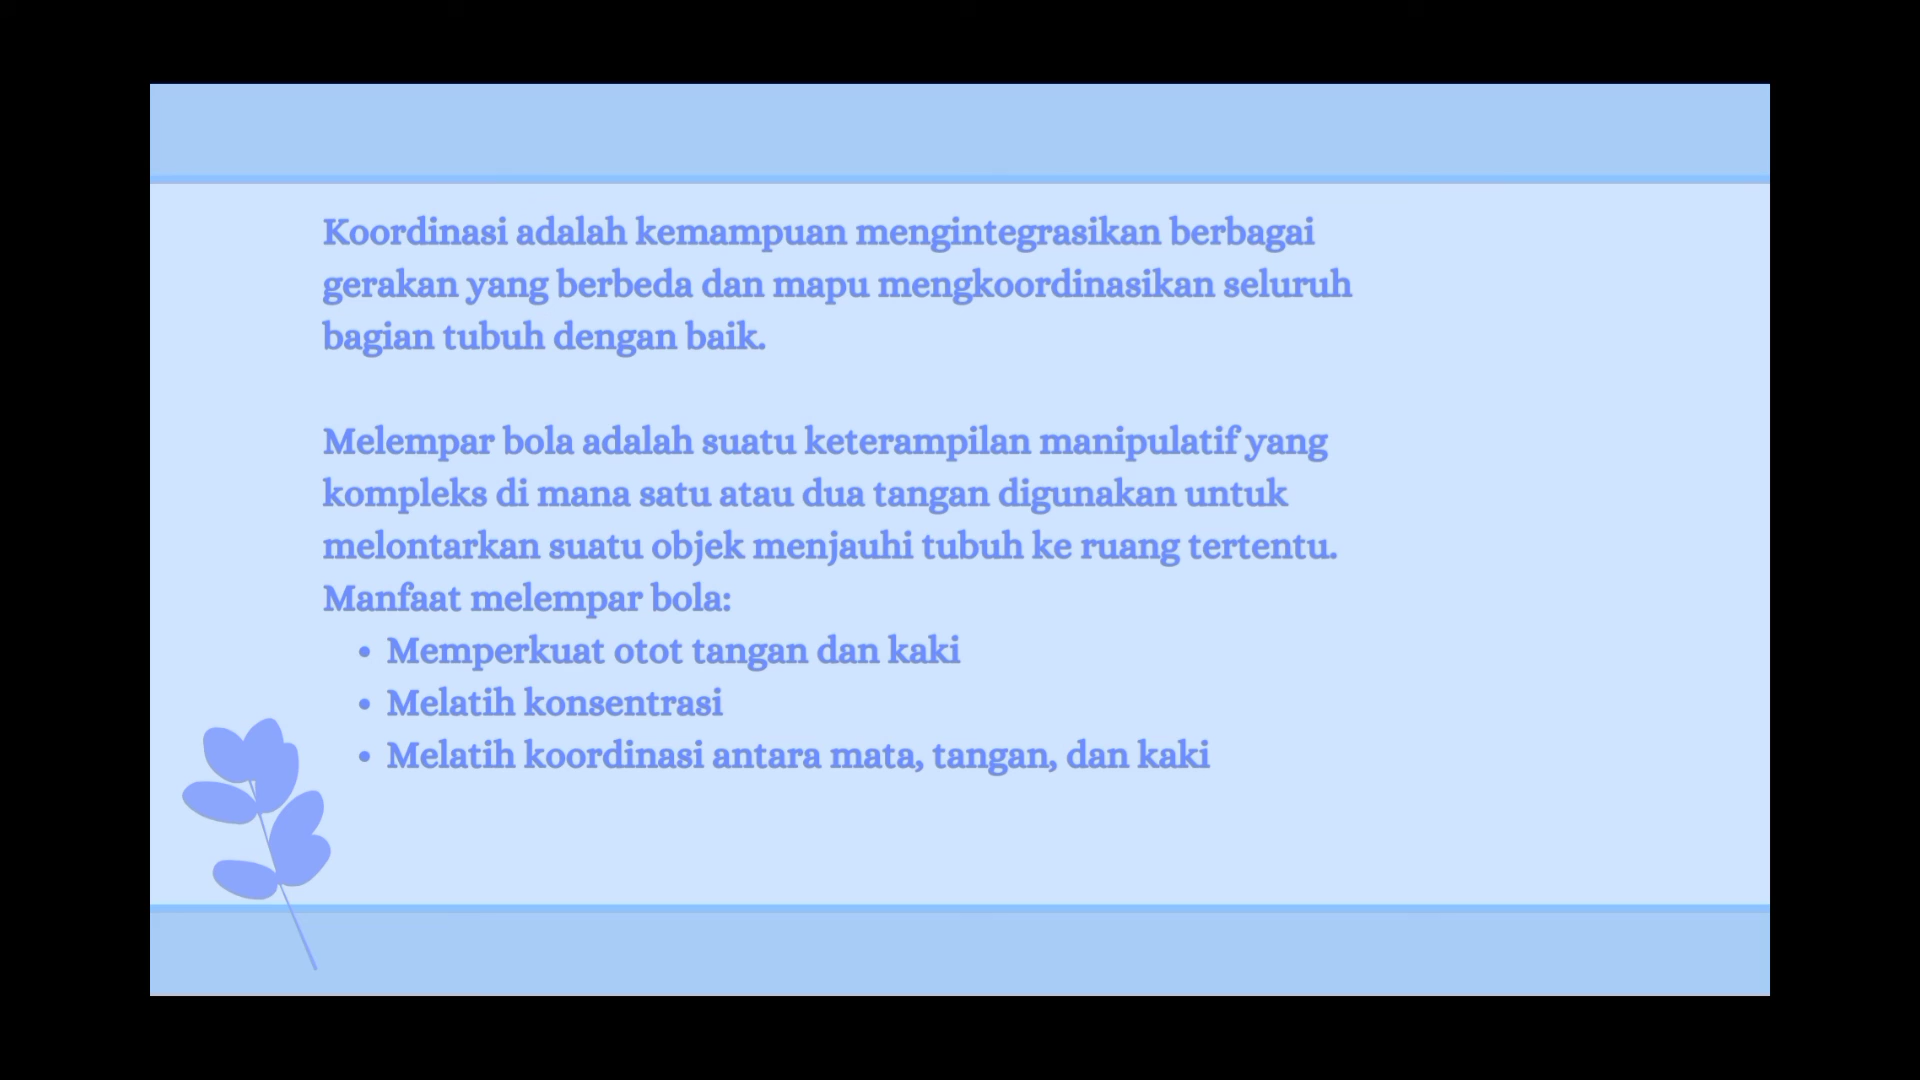 Koordinasi adalah kemampuan mengintegrasikan berbagai
gerakan yang berbeda dan mapu mengkoordinasikan seluruh
bagian tubuh dengan baik.
Melempar bola adalah suatu keterampilan manipulatif yang
kompleks di mana satu atau dua tangan digunakan untuk
melontarkan suatu objek menjauhi tubuh ke ruang tertentu.
Manfaat melempar bola:
• Memperkuat otot tangan dan kaki
• Melatih konsentrasi
• Melatih koordinasi antara mata, tangan, dan kaki